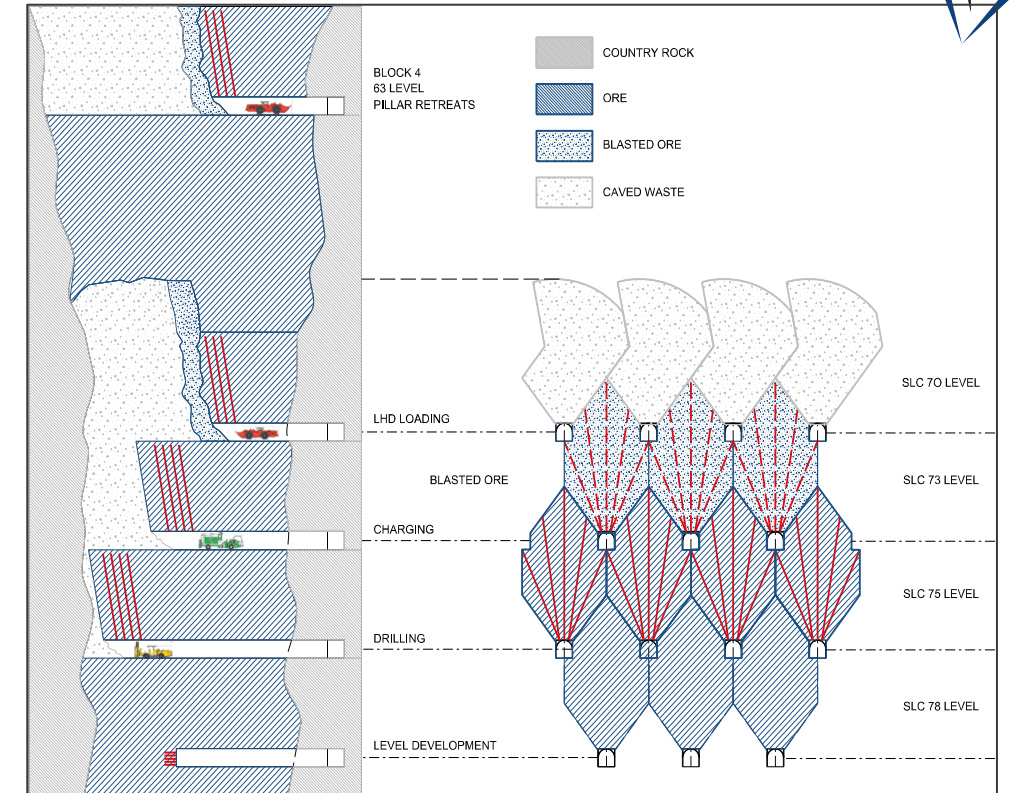 BLOCK 4
63 LEVEL
PILLAR RETREATS
COUNTRY ROCK
ORE
BLASTED ORE
CAVED WASTE
LHD LOADING
BLASTED ORE
CHARGING
DRILLING
LEVEL DEVELOPMENT
SLC 7O LEVEL
SLC 73 LEVEL
SLC 75 LEVEL
SLC 78 LEVEL